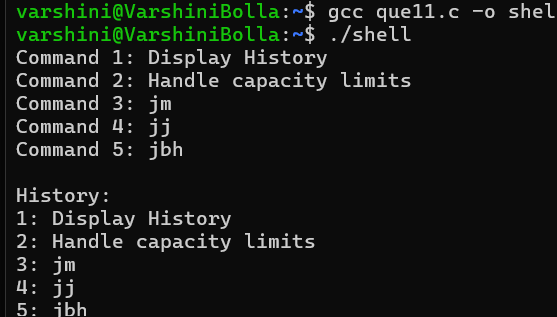 varshini@VarshiniBolla:~$ gcc que11.c -o shel
varshini@VarshiniBolla:~$ ./shell
Command 1: Display History
Command 2: Handle capacity limits
Command 3: jm
Command 4: jj
Command 5: jbh
History:
1: Display History
2: Handle capacity limits
3: jm
4: jj
5: jbh